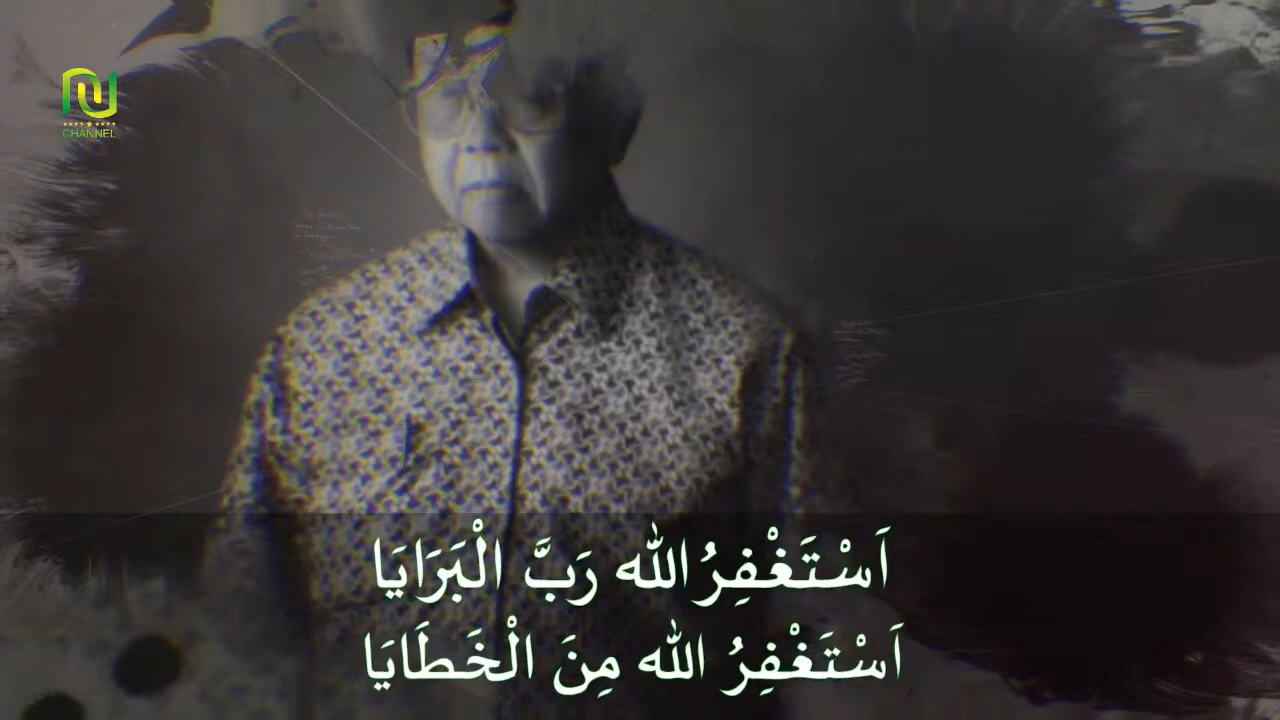 CHANNEL
اَسْتَغْفِرُ الله رَبَّ الْبَرَايَا
اَسْتَغْفِرُ الله مِنَ الْخَطَايَا